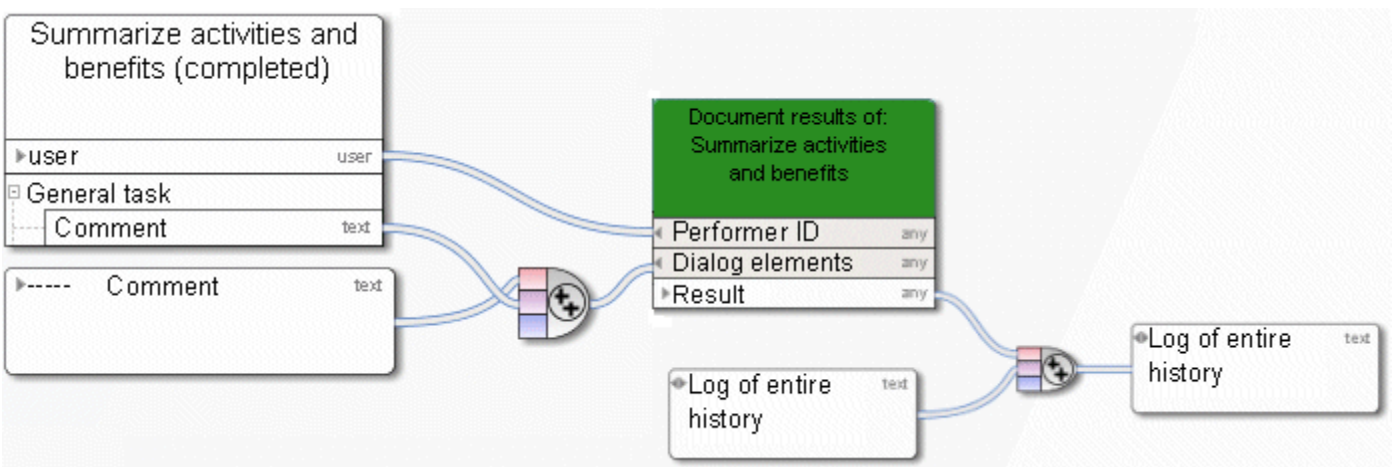 Summarize activities and
benefits (completed)
user user
General task
Comment text
----- Comment text
Document results of:
Summarize activities
and benefits
Performer ID any
Dialog elements any
Result any
Log of entire text
history
Log of entire text
history